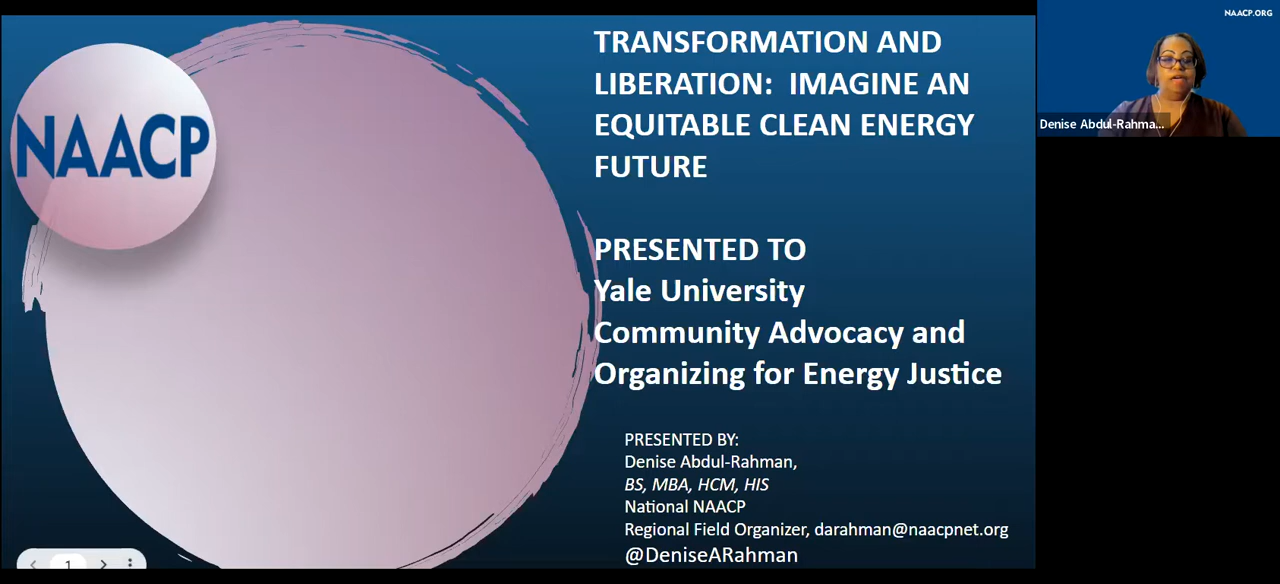 NAACP
TRANSFORMATION AND
LIBERATION: IMAGINE AN
EQUITABLE CLEAN ENERGY
FUTURE
PRESENTED TO
Yale University
Community Advocacy and
Organizing for Energy Justice
PRESENTED BY:
Denise Abdul-Rahman,
BS, MBA, HCM, HIS
National NAACP
Regional Field Organizer, darahman@naacpnet.org
@DeniseARahman
1
NAACP.ORG
Denise Abdul-Rahma...